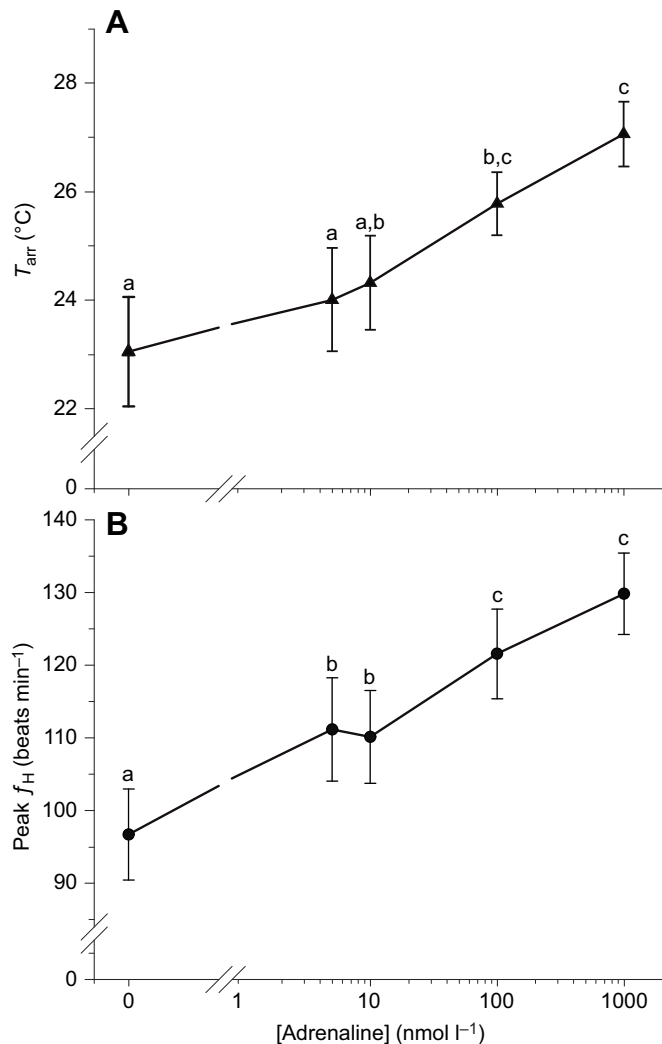 A
28
26
24
22
0
T_arr (°C)
a
a
a,b
b,c
c
B
140
130
120
110
100
90
0
Peak f_H (beats min⁻¹)
a
b
b
c
c
0
1
10
100
1000
[Adrenaline] (nmol l⁻¹)